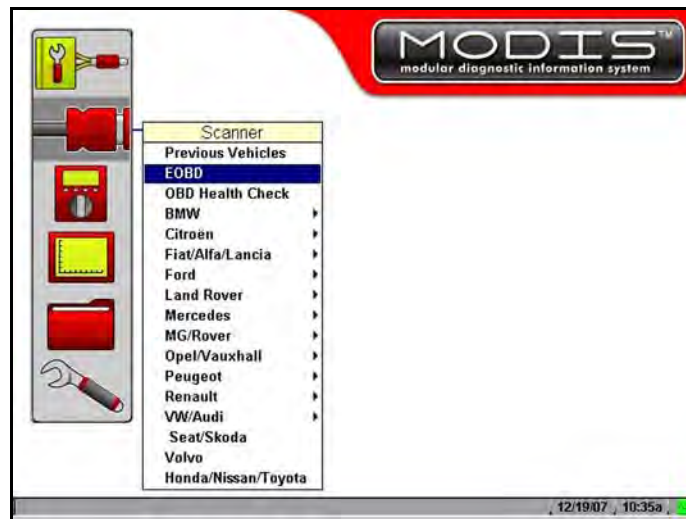 MODIS™
modular diagnostic information system
Scanner
Previous Vehicles
EOBD
OBD Health Check
BMW
Citroën
Fiat/Alfa/Lancia
Ford
Land Rover
Mercedes
MG/Rover
Opel/Vauxhall
Peugeot
Renault
VW/Audi
Seat/Skoda
Volvo
Honda/Nissan/Toyota
12/19/07 10:35a